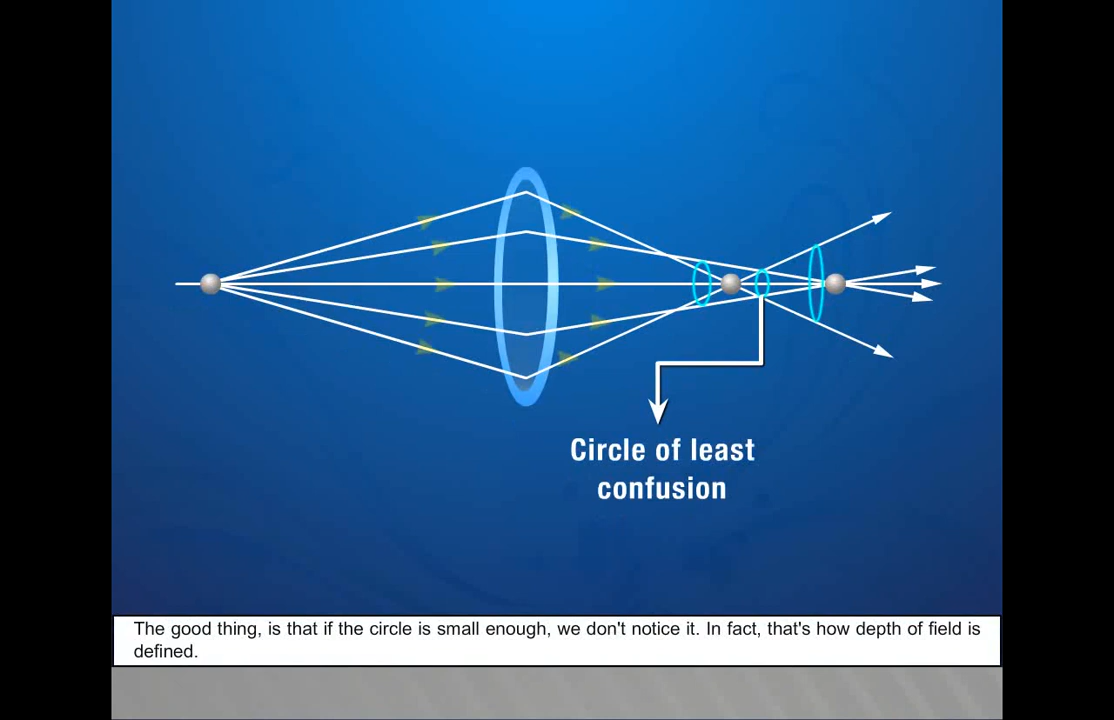 Circle of least
confusion
The good thing, is that if the circle is small enough, we don't notice it. In fact, that's how depth of field is
defined.